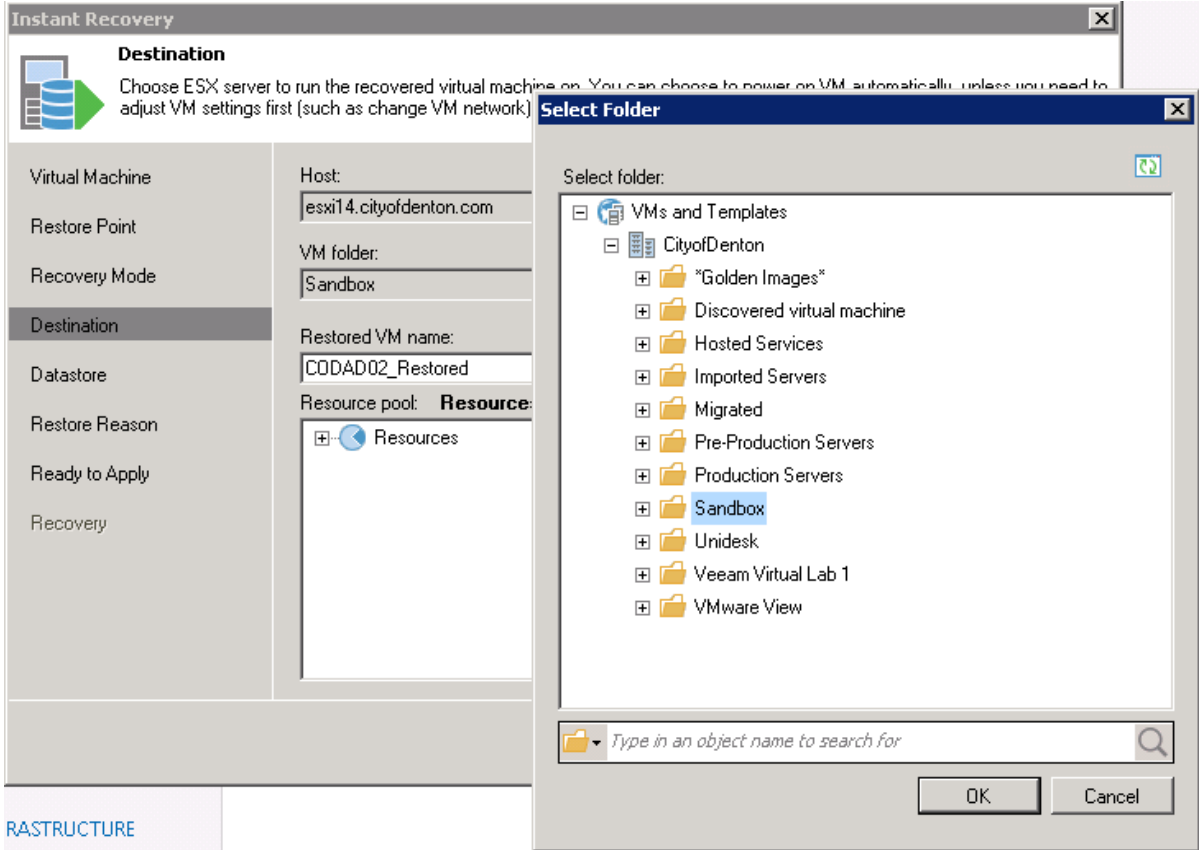 Instant Recovery
Destination
Choose ESX server to run the recovered virtual machine on. You can choose to power on VM automatically, unless you need to
adjust VM settings first (such as change VM network)
Virtual Machine
Restore Point
Recovery Mode
Destination
Datastore
Restore Reason
Ready to Apply
Recovery
Host:
esxi14.cityofdenton.com
VM folder:
Sandbox
Restored VM name:
CODAD02_Restored
Resource pool: Resources
Resources
Select Folder
Select folder:
VMs and Templates
CityofDenton
*Golden Images*
Discovered virtual machine
Hosted Services
Imported Servers
Migrated
Pre-Production Servers
Production Servers
Sandbox
Unidesk
Veeam Virtual Lab 1
VMware View
Type in an object name to search for
OK
Cancel
RASTRUCTURE